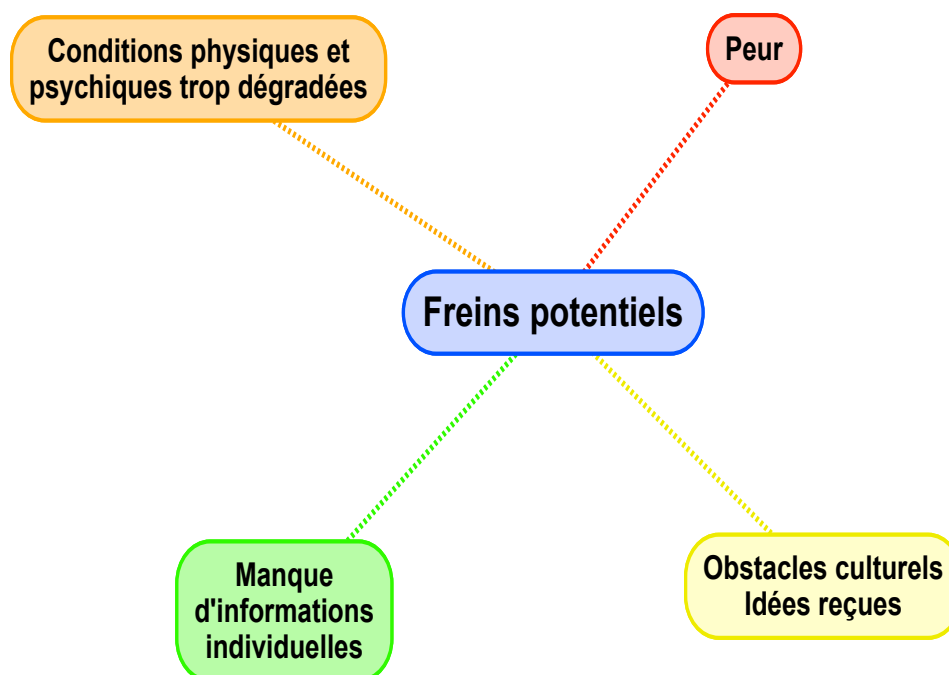 Conditions physiques et
psychiques trop dégradées
Peur
Freins potentiels
Manque
d'informations
individuelles
Obstacles culturels
Idées reçues